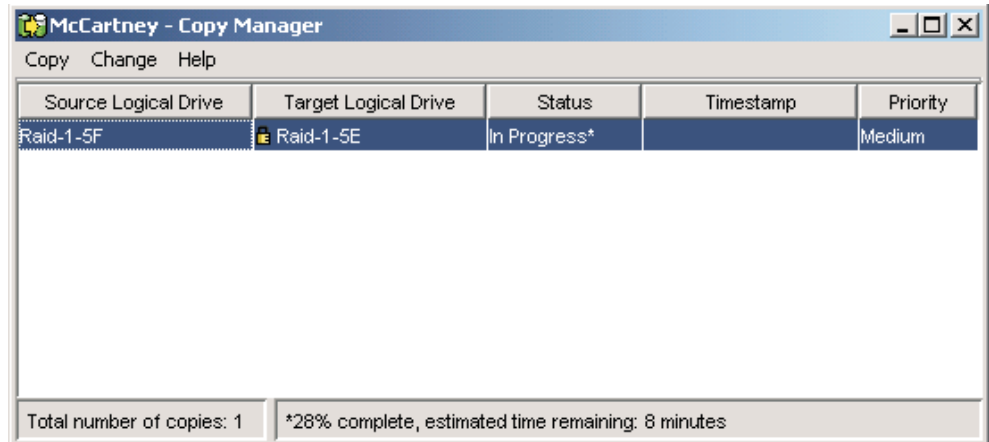 McCartney - Copy Manager
Copy Change Help
Source Logical Drive Target Logical Drive Status Timestamp Priority
Raid-1-5F Raid-1-5E In Progress* Medium
Total number of copies: 1 *28% complete, estimated time remaining: 8 minutes